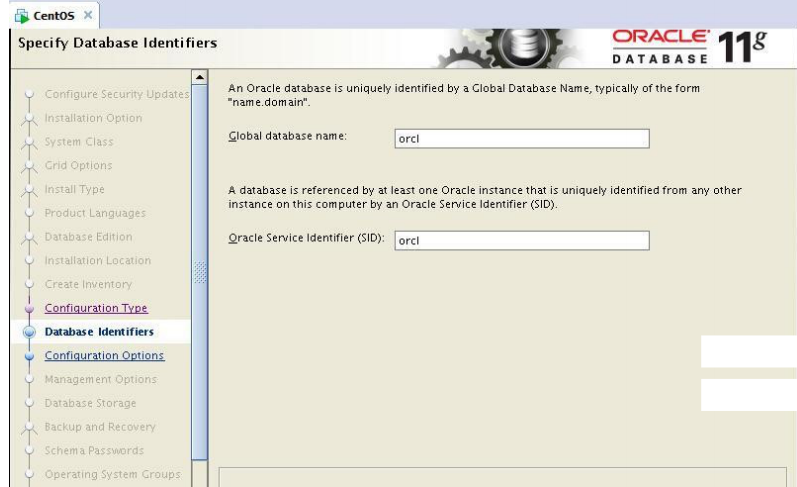 CentOS
Specify Database Identifiers
ORACLE
DATABASE
11g
Configure Security Updates
Installation Option
System Class
Grid Options
Install Type
Product Languages
Database Edition
Installation Location
Create Inventory
Configuration Type
Database Identifiers
Configuration Options
Management Options
Database Storage
Backup and Recovery
Schema Passwords
Operating System Groups
An Oracle database is uniquely identified by a Global Database Name, typically of the form
"name.domain".
Global database name: orcl
A database is referenced by at least one Oracle instance that is uniquely identified from any other
instance on this computer by an Oracle Service Identifier (SID).
Oracle Service Identifier (SID): orcl